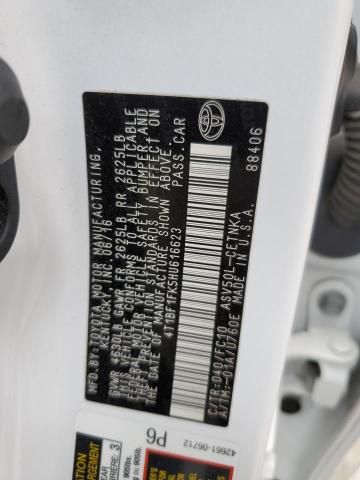 MFD.BY:TOYOTA MOTOR MANUFACTURING,
KENTUCKY, INC. 06/16
GVWR 4630LB GAWR FR 2625LB RR 2625LB
THIS VEHICLE CONFORMS TO ALL APPLICABLE
FEDERAL MOTOR VEHICLE SAFETY, BUMPER, AND
THEFT PREVENTION STANDARDS IN EFFECT ON
THE DATE OF MANUFACTURE SHOWN ABOVE.
4T1BF1FK5HU616623 PASS.CAR
C/TR:040/FC10 ASV50L-CETNKA
A/TM:-01A/U760E MADE IN U.S.A.
88406
42661-06712
P6
905lbs.
3